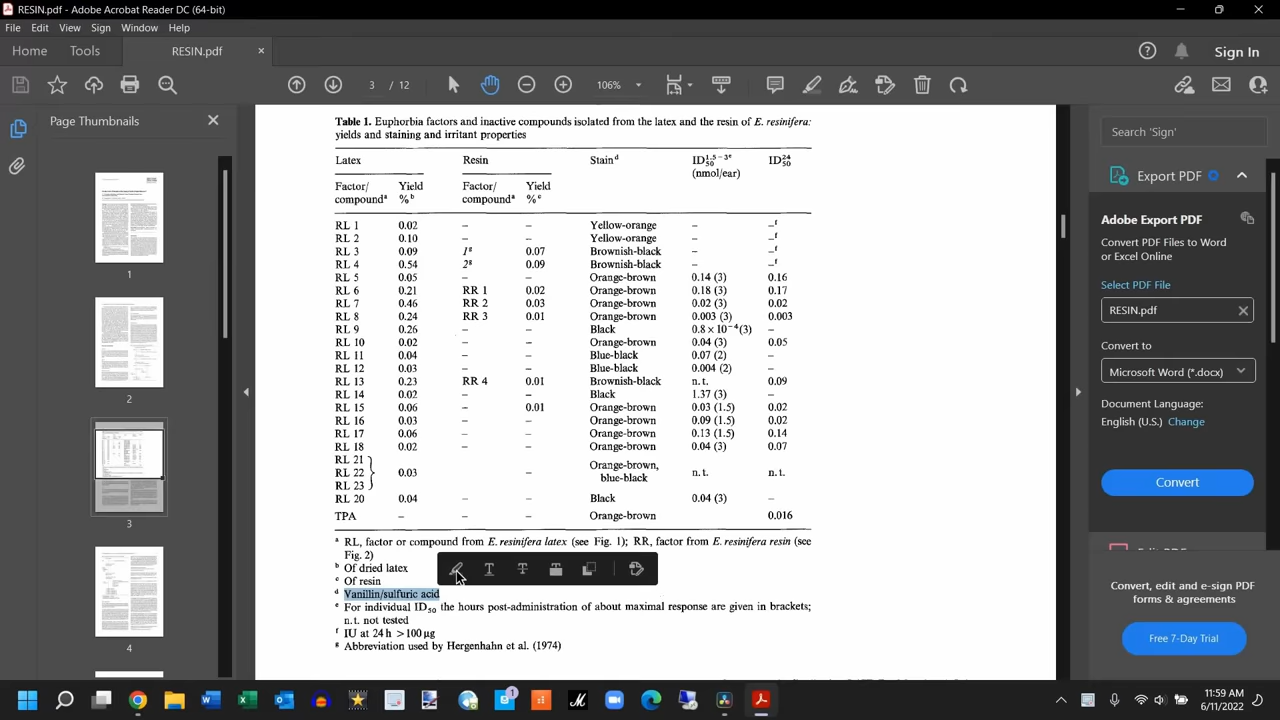 RESIN.pdf - Adobe Acrobat Reader DC (64-bit)
File Edit View Sign Window Help
Home Tools RESIN.pdf × Sign In
3 / 12 106%
Page Thumbnails
1
2
3
4
Table 1. Euphorbia factors and inactive compounds isolated from the latex and the resin of E. resinifera:
yields and staining and irritant properties
Latex Resin Stain^d ID50^1.5–3e ID50^24
(nmol/ear)
Factor/ Yield Factor/ Yield
compound^a %^b compound^a %^c
RL 1 0.02 – – Yellow-orange – –^f
RL 2 0.10 – – Yellow-orange – –^f
RL 3 0.09 1^g 0.07 Brownish-black – –^f
RL 4 0.54 2^g 0.09 Brownish-black – –^f
RL 5 0.05 – – Orange-brown 0.14 (3) 0.16
RL 6 0.21 RR 1 0.02 Orange-brown 0.18 (3) 0.17
RL 7 0.46 RR 2 0.03 Orange-brown 0.02 (3) 0.02
RL 8 0.24 RR 3 0.01 Orange-brown 0.003 (3) 0.003
RL 9 0.26 – – Black 0.8 × 10^-4 (3) –
RL 10 0.02 – – Orange-brown 0.04 (3) 0.05
RL 11 0.04 – – Blue-black 0.07 (2) –
RL 12 0.03 – – Blue-black 0.004 (2) –
RL 13 0.23 RR 4 0.01 Brownish-black n.t. 0.09
RL 14 0.02 – – Black 1.37 (3) –
RL 15 0.06 – 0.01 Orange-brown 0.03 (1.5) 0.02
RL 16 0.03 – – Orange-brown 0.09 (1.5) 0.02
RL 17 0.06 – – Orange-brown 0.13 (1.5) 0.14
RL 18 0.02 – – Orange-brown 0.04 (3) 0.07
RL 21
RL 22 0.03 – Orange-brown, blue-black n.t. n.t.
RL 23
RL 20 0.04 – – Black 0.04 (3) –
TPA – – – Orange-brown 0.016
a RL, factor or compound from E. resinifera latex (see Fig. 1); RR, factor from E. resinifera resin (see
Fig. 2)
b Of dried latex
c Of resin
d Vanillin/sulfuric acid
e For individual ID50 the hours post-administration of about maximal response are given in brackets;
n.t. not tested
f IU at 24 h > 100 µg
g Abbreviation used by Hergenhahn et al. (1974)
Search 'Sign'
Export PDF
Adobe Export PDF
Convert PDF Files to Word
or Excel Online
Select PDF File
RESIN.pdf
Convert to
Microsoft Word (*.docx)
Document Language:
English (U.S.) Change
Convert
Convert, edit and e-sign PDF
forms & agreements
Free 7-Day Trial
1
11:59 AM
6/11/2022